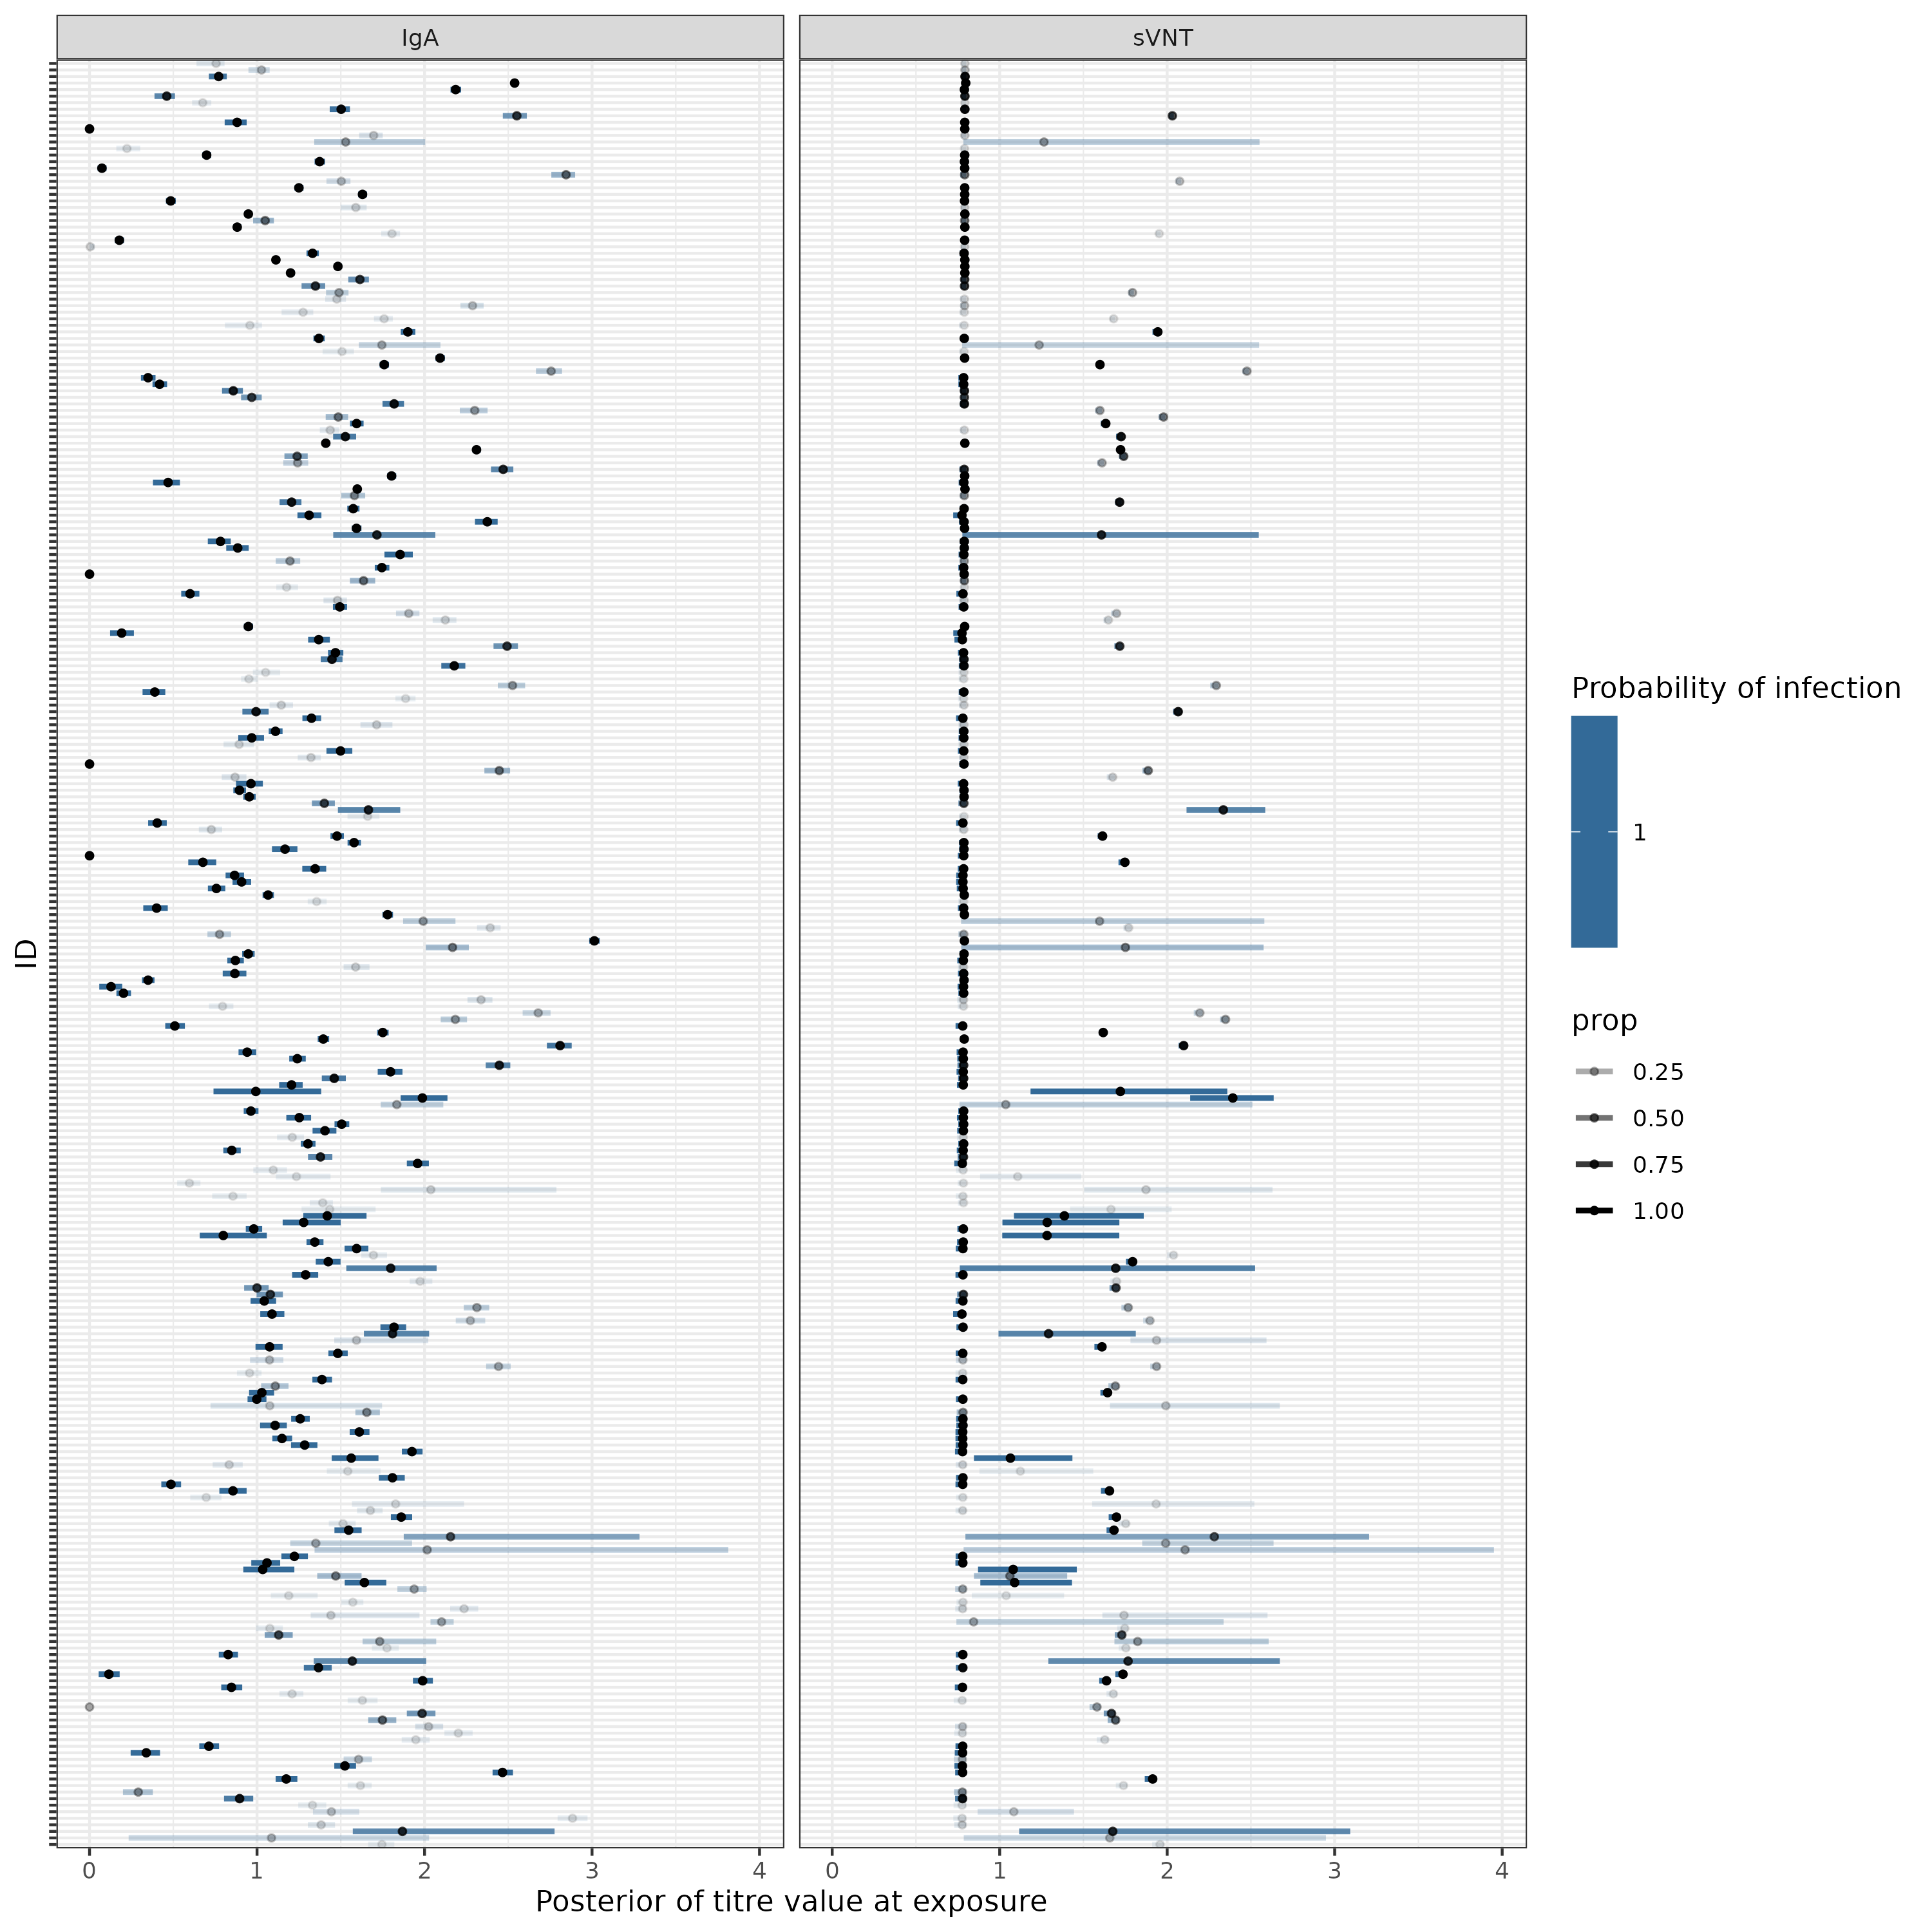 IgA
sVNT
ID
0
1
2
3
4
0
1
2
3
4
Posterior of titre value at exposure
Probability of infection
1
prop
0.25
0.50
0.75
1.00